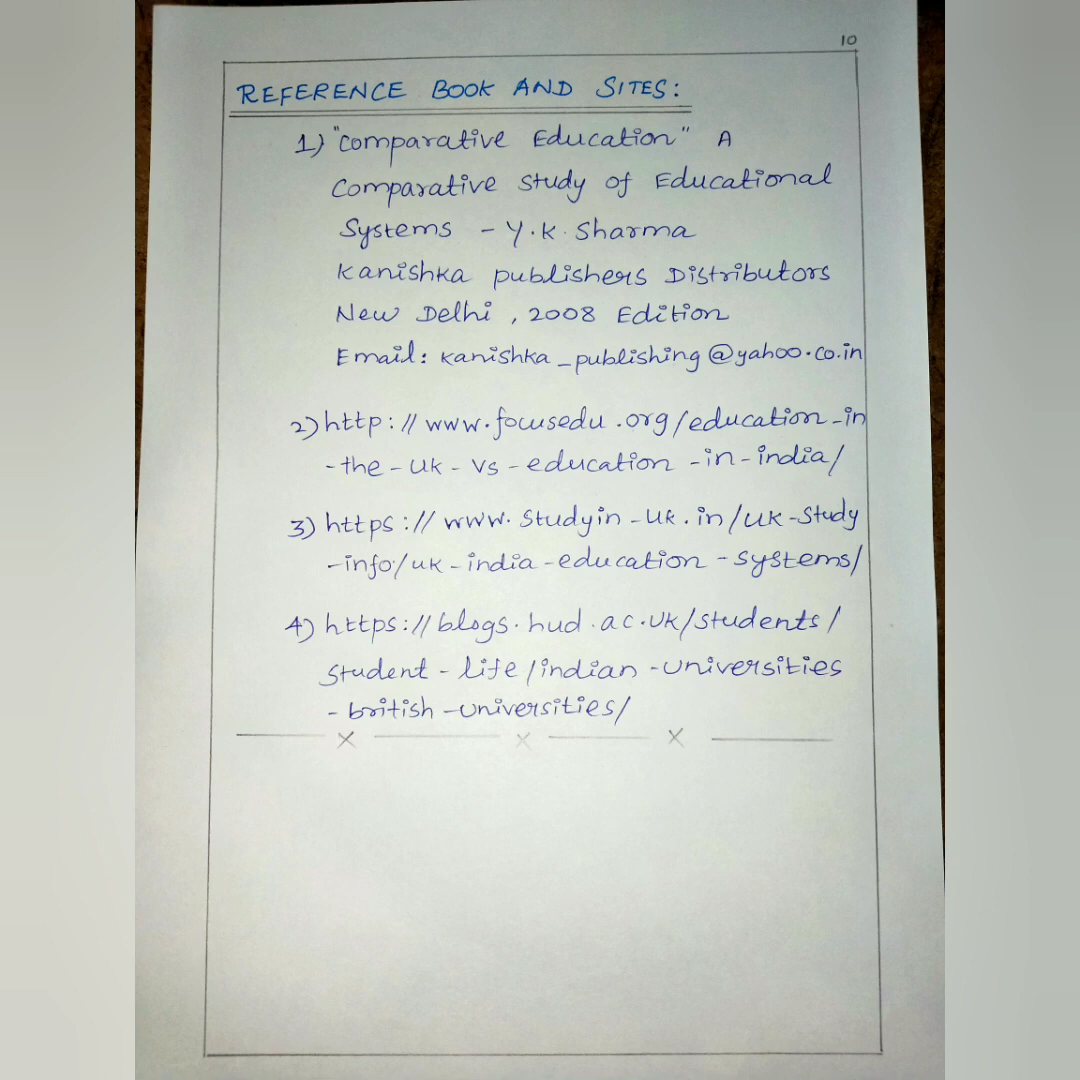 10
REFERENCE BOOK AND SITES:
1) "Comparative Education" A
Comparative Study of Educational
Systems - Y.K. Sharma
Kanishka publishers Distributors
New Delhi, 2008 Edition
Email: kanishka_publishing@yahoo.co.in
2) http://www.focusedu.org/education-in
-the-uk-vs-education-in-india/
3) https://www.studyin-uk.in/uk-study
-info/uk-india-education-systems/
4) https://blogs.hud.ac.uk/students/
student-life/indian-universities
-british-universities/